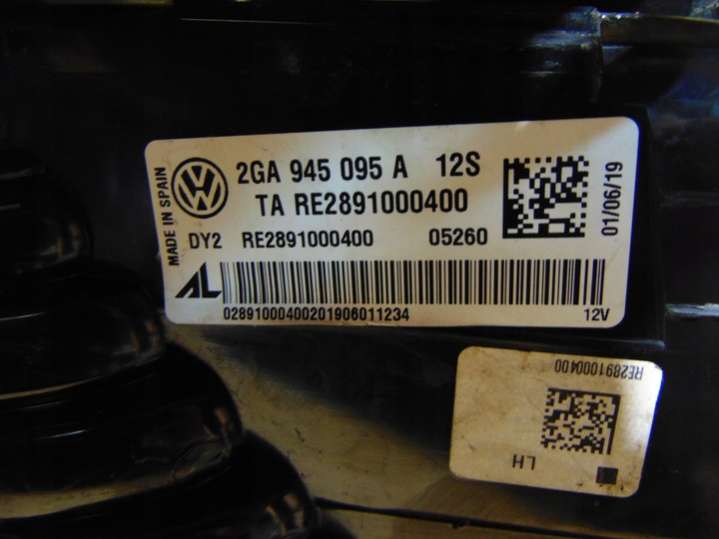 MADE IN SPAIN
2GA 945 095 A 12S
TA RE2891000400
DY2 RE2891000400 05260
01/06/19
AL
02891000400201906011234 12V
RE2891000400
LH